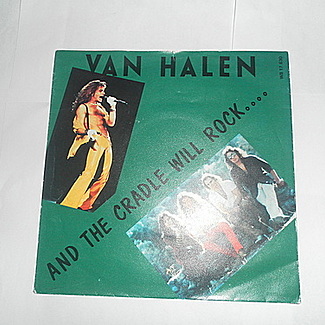 VAN HALEN
AND THE CRADLE WILL ROCK....